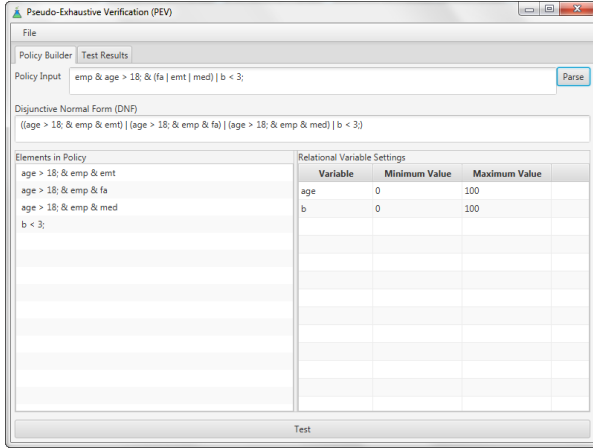 Pseudo-Exhaustive Verification (PEV)
File
Policy Builder Test Results
Policy Input emp & age > 18; & (fa | emt | med) | b < 3; Parse
Disjunctive Normal Form (DNF)
((age > 18; & emp & emt) | (age > 18; & emp & fa) | (age > 18; & emp & med) | b < 3;)
Elements in Policy
age > 18; & emp & emt
age > 18; & emp & fa
age > 18; & emp & med
b < 3;
Relational Variable Settings
Variable Minimum Value Maximum Value
age 0 100
b 0 100
Test